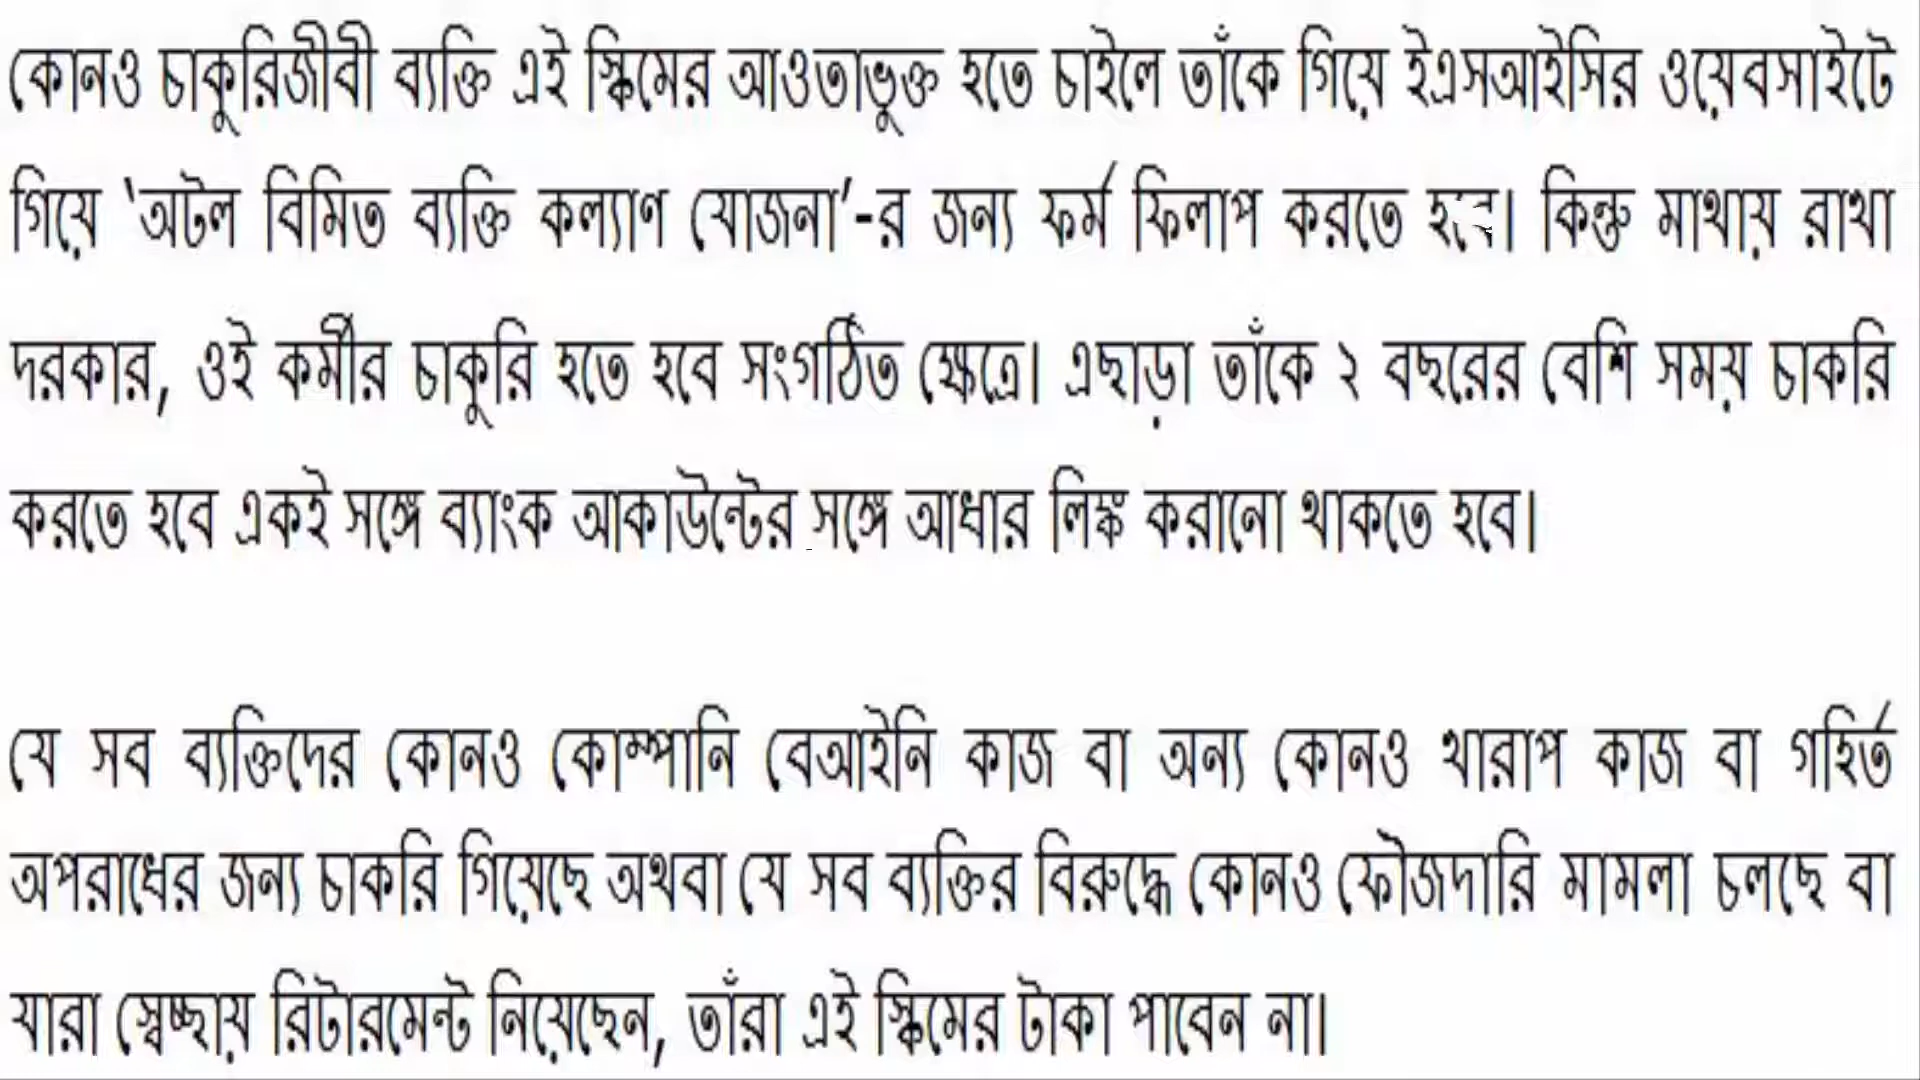 কোনও চাকুরিজীবী ব্যক্তি এই স্কিমের আওতাভুক্ত হতে চাইলে তাঁকে গিয়ে ইএসআইসির ওয়েবসাইটে
গিয়ে 'অটল বিমিত ব্যক্তি কল্যাণ যোজনা'-র জন্য ফর্ম ফিলাপ করতে হবে। কিন্তু মাথায় রাখা
দরকার, ওই কর্মীর চাকুরি হতে হবে সংগঠিত ক্ষেত্রে। এছাড়া তাঁকে ২ বছরের বেশি সময় চাকরি
করতে হবে একই সঙ্গে ব্যাংক আকাউন্টের সঙ্গে আধার লিঙ্ক করানো থাকতে হবে।
যে সব ব্যক্তিদের কোনও কোম্পানি বেআইনি কাজ বা অন্য কোনও খারাপ কাজ বা গর্হিত
অপরাধের জন্য চাকরি গিয়েছে অথবা যে সব ব্যক্তির বিরুদ্ধে কোনও ফৌজদারি মামলা চলছে বা
যারা স্বেচ্ছায় রিটারমেন্ট নিয়েছেন, তাঁরা এই স্কিমের টাকা পাবেন না।